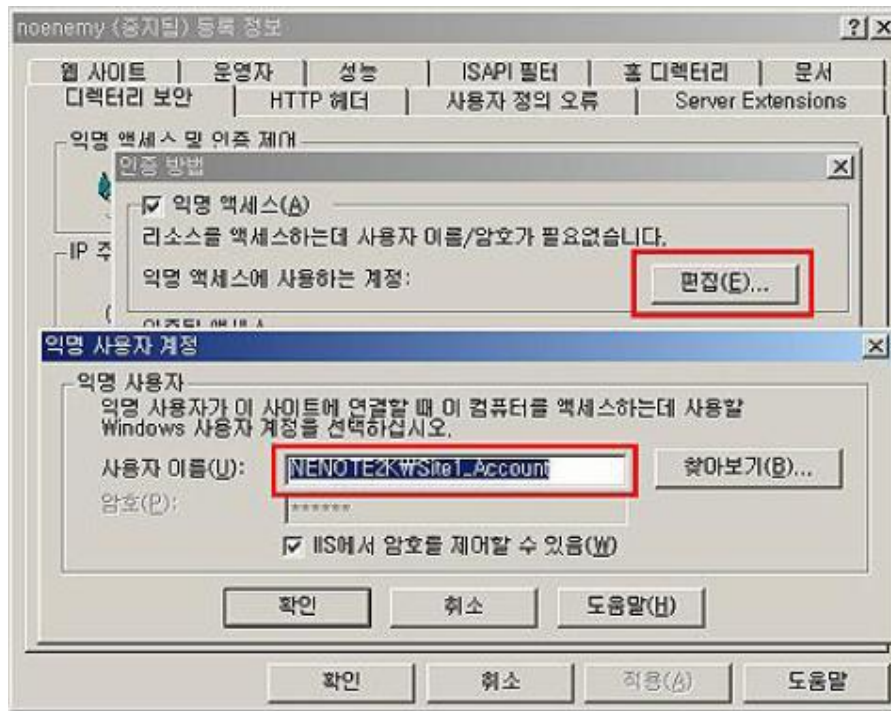 noenemy (중지됨) 등록 정보
웹 사이트 운영자 성능 ISAPI 필터 홈 디렉터리 문서
디렉터리 보안 HTTP 헤더 사용자 정의 오류 Server Extensions
익명 액세스 및 인증 제어
인증 방법
익명 액세스(A)
리소스를 액세스하는데 사용자 이름/암호가 필요없습니다.
IP 주
익명 액세스에 사용하는 계정:
편집(E)...
익명 사용자 계정
익명 사용자
익명 사용자가 이 사이트에 연결할 때 이 컴퓨터를 액세스하는데 사용할
Windows 사용자 계정을 선택하십시오.
사용자 이름(U): NENOTE2K₩Site1_Account 찾아보기(B)...
암호(P): ******
IIS에서 암호를 제어할 수 있음(W)
확인 취소 도움말(H)
확인 취소 적용(A) 도움말